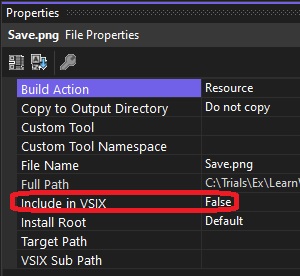 Properties
Save.png File Properties
Build Action Resource
Copy to Output Directory Do not copy
Custom Tool
Custom Tool Namespace
File Name Save.png
Full Path C:\Trials\Ex\Learn\
Include in VSIX False
Install Root Default
Target Path
VSIX Sub Path